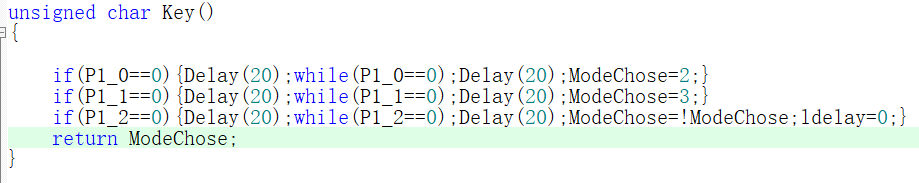 unsigned char Key()
{
if(P1_0==0){Delay(20);while(P1_0==0);Delay(20);ModeChose=2;}
if(P1_1==0){Delay(20);while(P1_1==0);Delay(20);ModeChose=3;}
if(P1_2==0){Delay(20);while(P1_2==0);Delay(20);ModeChose=!ModeChose;ldelay=0;}
return ModeChose;
}